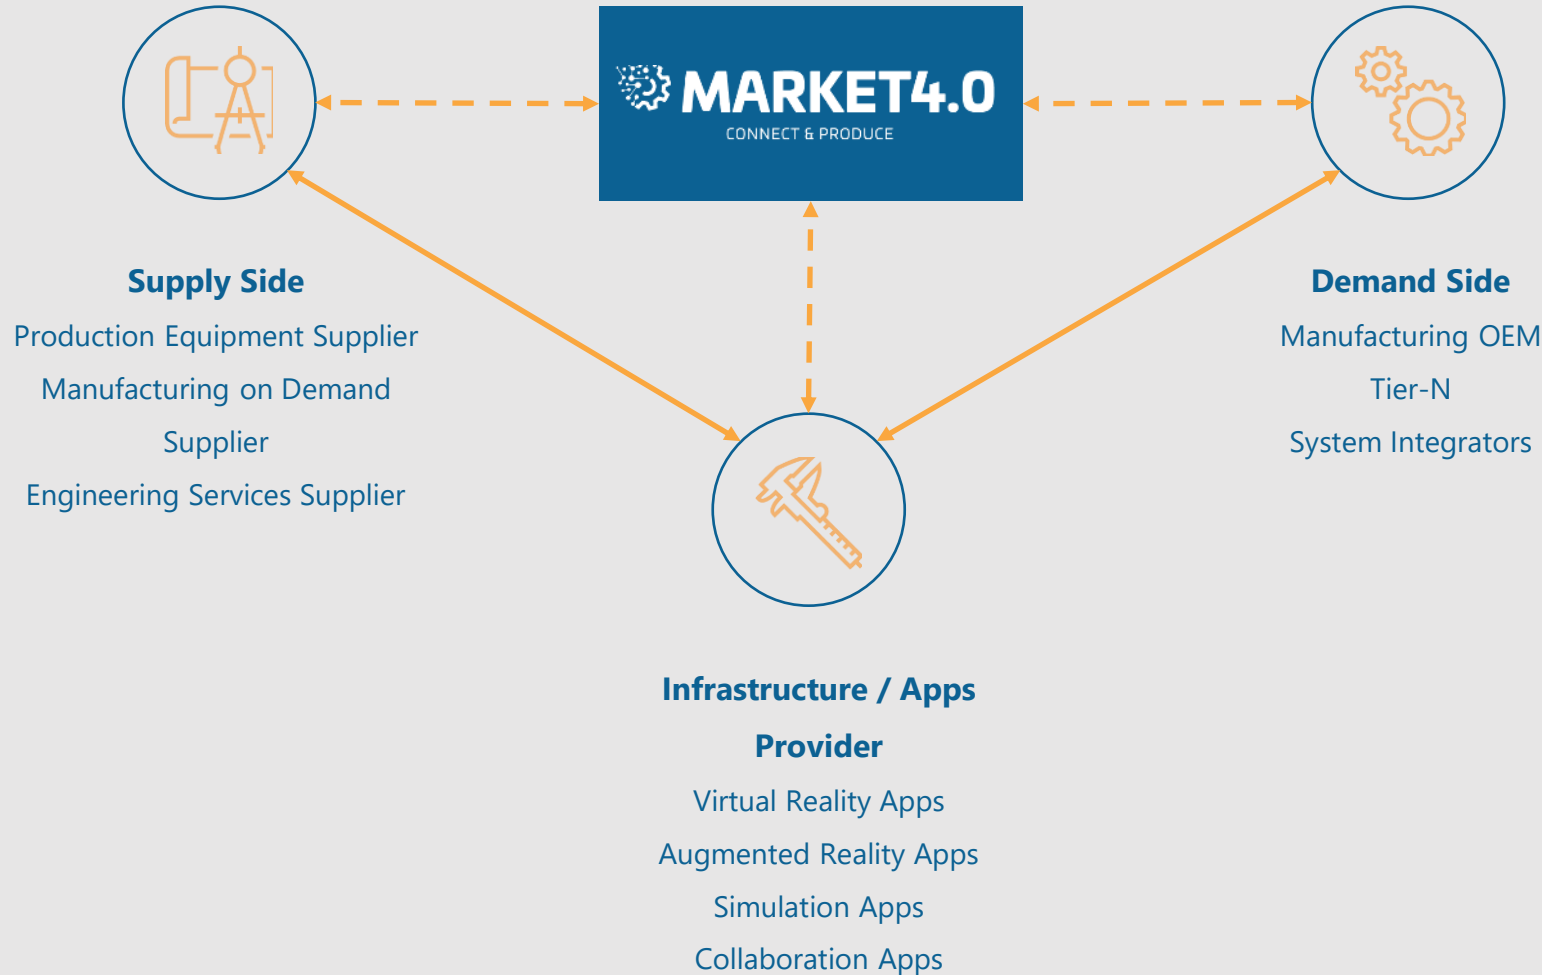 MARKET4.0
CONNECT & PRODUCE
Supply Side
Production Equipment Supplier
Manufacturing on Demand
Supplier
Engineering Services Supplier
Demand Side
Manufacturing OEM
Tier-N
System Integrators
Infrastructure / Apps
Provider
Virtual Reality Apps
Augmented Reality Apps
Simulation Apps
Collaboration Apps